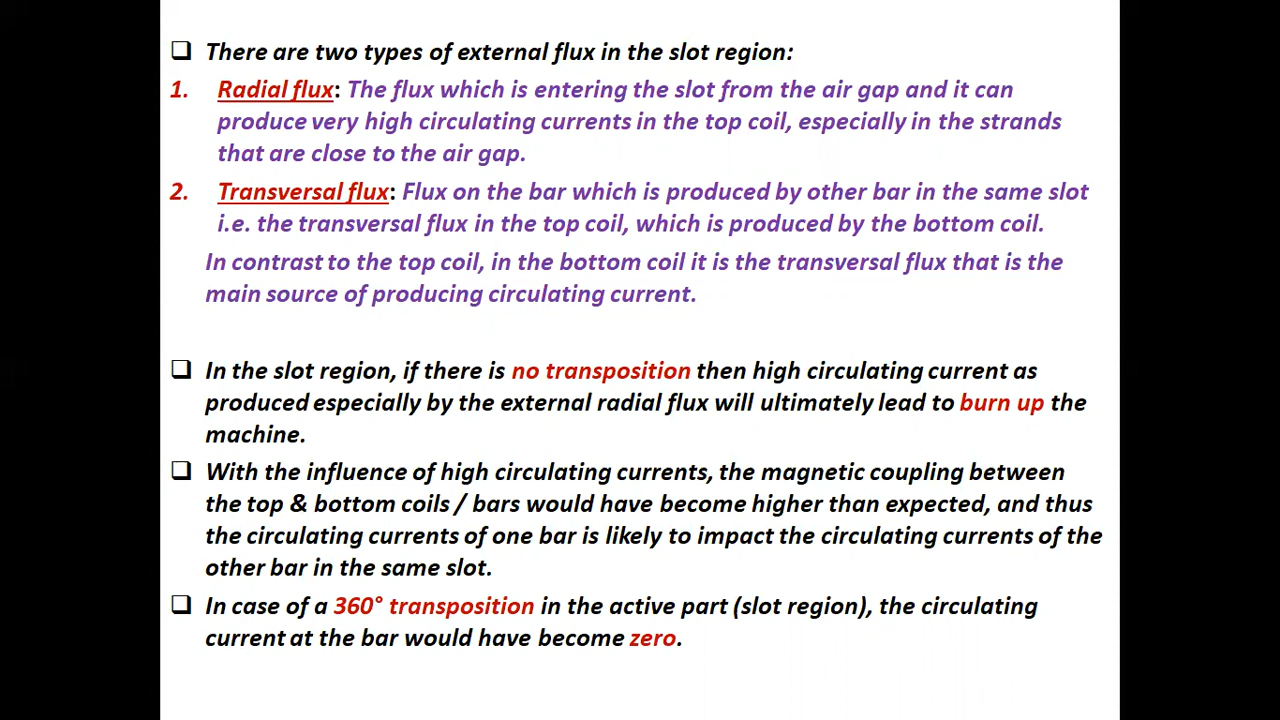 ❑ There are two types of external flux in the slot region:
1. Radial flux: The flux which is entering the slot from the air gap and it can
produce very high circulating currents in the top coil, especially in the strands
that are close to the air gap.
2. Transversal flux: Flux on the bar which is produced by other bar in the same slot
i.e. the transversal flux in the top coil, which is produced by the bottom coil.
In contrast to the top coil, in the bottom coil it is the transversal flux that is the
main source of producing circulating current.
❑ In the slot region, if there is no transposition then high circulating current as
produced especially by the external radial flux will ultimately lead to burn up the
machine.
❑ With the influence of high circulating currents, the magnetic coupling between
the top & bottom coils / bars would have become higher than expected, and thus
the circulating currents of one bar is likely to impact the circulating currents of the
other bar in the same slot.
❑ In case of a 360° transposition in the active part (slot region), the circulating
current at the bar would have become zero.